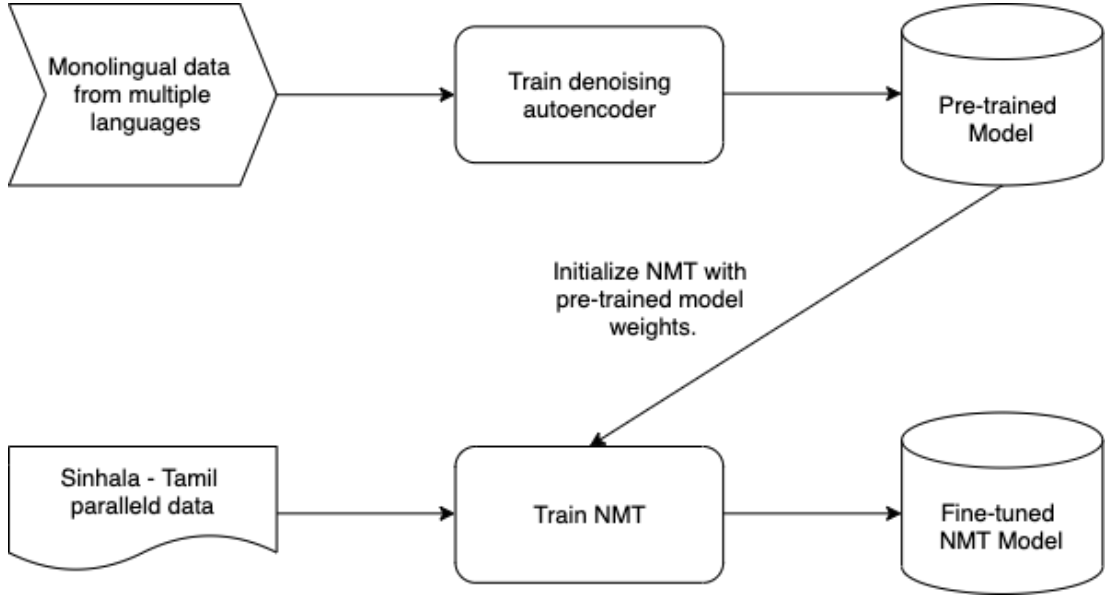 Monolingual data
from multiple
languages
Train denoising
autoencoder
Pre-trained
Model
Initialize NMT with
pre-trained model
weights.
Sinhala - Tamil
paralleld data
Train NMT
Fine-tuned
NMT Model